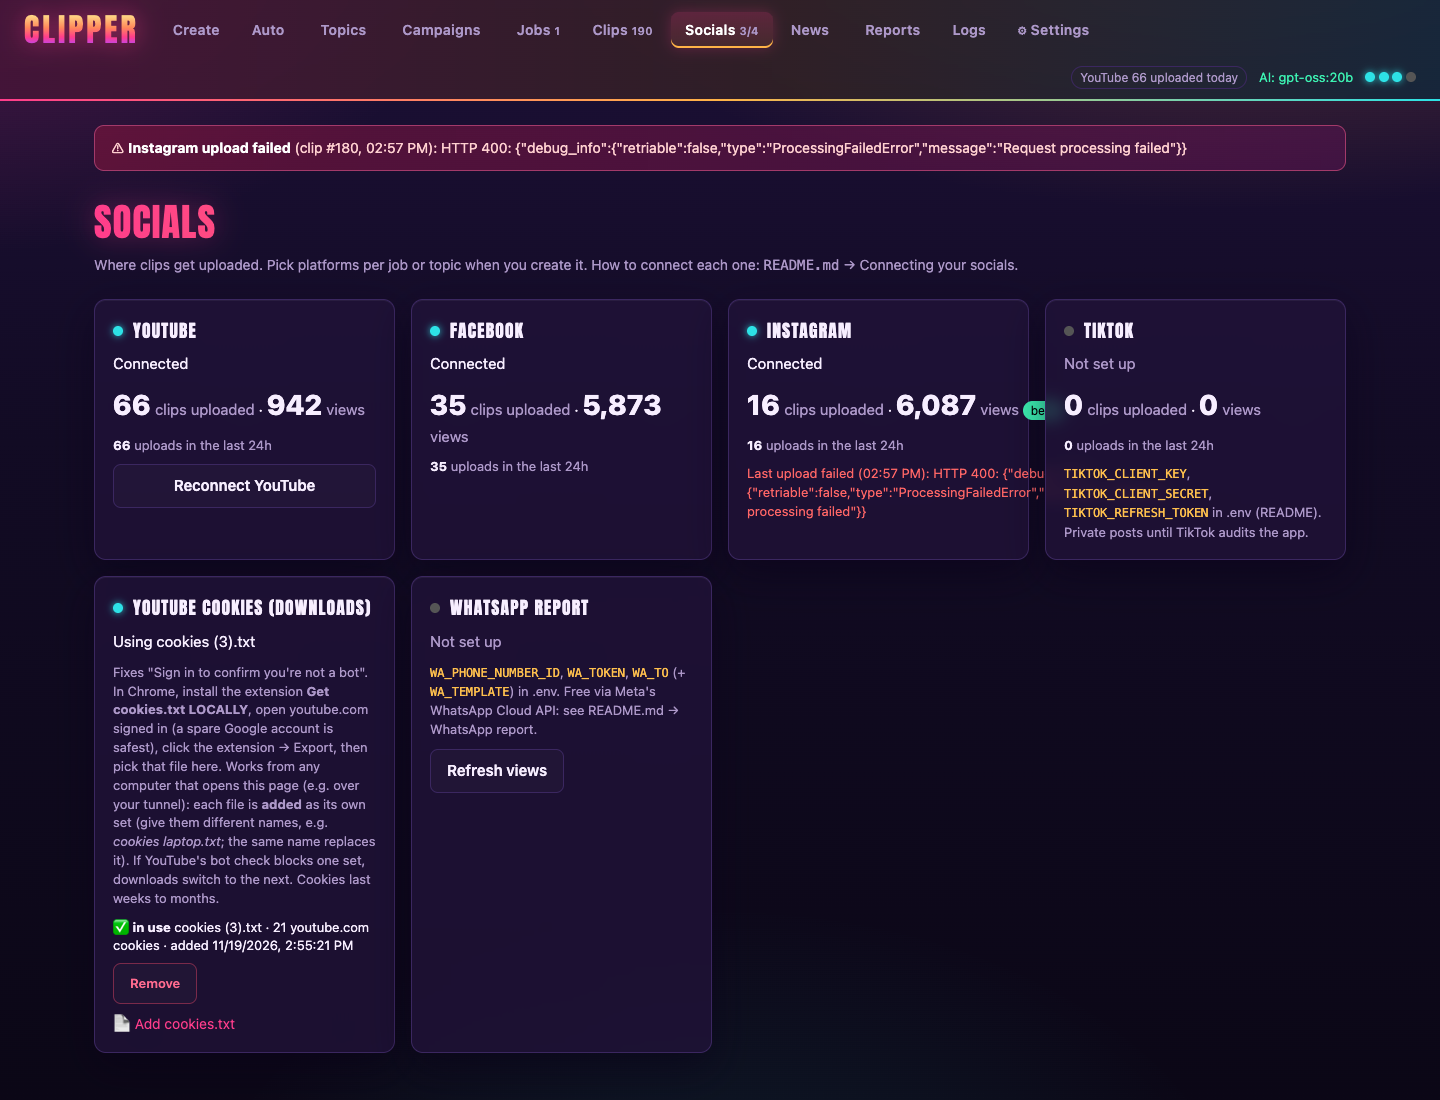 CLIPPER
Create Auto Topics Campaigns Jobs 1 Clips 190 Socials 3/4 News Reports Logs ⚙ Settings
YouTube 66 uploaded today AI: gpt-oss:20b
⚠ Instagram upload failed (clip #180, 02:57 PM): HTTP 400: {"debug_info":{"retriable":false,"type":"ProcessingFailedError","message":"Request processing failed"}}
SOCIALS
Where clips get uploaded. Pick platforms per job or topic when you create it. How to connect each one: README.md → Connecting your socials.
YOUTUBE
Connected
66 clips uploaded · 942 views
66 uploads in the last 24h
Reconnect YouTube
FACEBOOK
Connected
35 clips uploaded · 5,873
views
35 uploads in the last 24h
INSTAGRAM
Connected
16 clips uploaded · 6,087 views be
16 uploads in the last 24h
Last upload failed (02:57 PM): HTTP 400: {"debu
{"retriable":false,"type":"ProcessingFailedError","
processing failed"}}
TIKTOK
Not set up
0 clips uploaded · 0 views
0 uploads in the last 24h
TIKTOK_CLIENT_KEY,
TIKTOK_CLIENT_SECRET,
TIKTOK_REFRESH_TOKEN in .env (README).
Private posts until TikTok audits the app.
YOUTUBE COOKIES (DOWNLOADS)
Using cookies (3).txt
Fixes "Sign in to confirm you're not a bot".
In Chrome, install the extension Get
cookies.txt LOCALLY, open youtube.com
signed in (a spare Google account is
safest), click the extension → Export, then
pick that file here. Works from any
computer that opens this page (e.g. over
your tunnel): each file is added as its own
set (give them different names, e.g.
cookies laptop.txt; the same name replaces
it). If YouTube's bot check blocks one set,
downloads switch to the next. Cookies last
weeks to months.
✅ in use cookies (3).txt · 21 youtube.com
cookies · added 11/19/2026, 2:55:21 PM
Remove
Add cookies.txt
WHATSAPP REPORT
Not set up
WA_PHONE_NUMBER_ID, WA_TOKEN, WA_TO (+
WA_TEMPLATE) in .env. Free via Meta's
WhatsApp Cloud API: see README.md →
WhatsApp report.
Refresh views